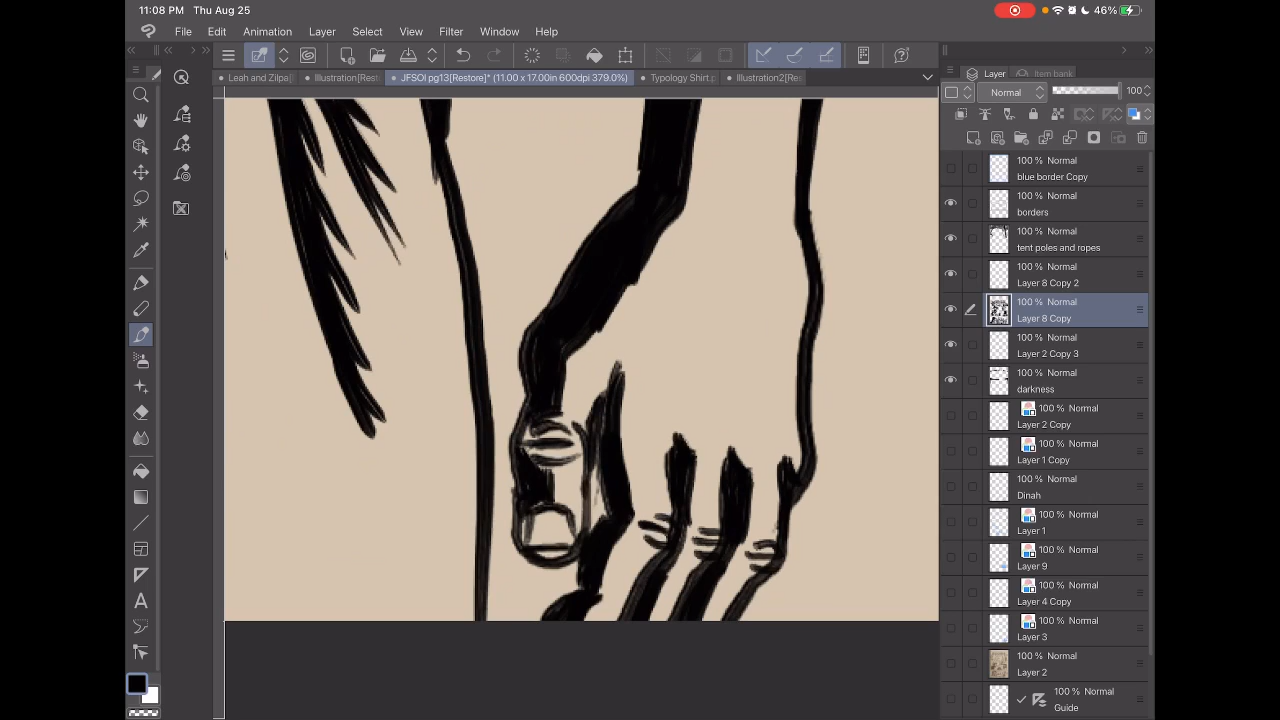 11:08 PM Thu Aug 25
46%
File Edit Animation Layer Select View Filter Window Help
Leah and Zilpa[ Illustration[Rest JFSOI pg13[Restore]* (11.00 x 17.00in 600dpi 379.0%) Typology Shirt. Illustration2[Re
Layer Item bank
Normal 100
100 % Normal
blue border Copy
100 % Normal
borders
100 % Normal
tent poles and ropes
100 % Normal
Layer 8 Copy 2
100 % Normal
Layer 8 Copy
100 % Normal
Layer 2 Copy 3
100 % Normal
darkness
100 % Normal
Layer 2 Copy
100 % Normal
Layer 1 Copy
100 % Normal
Dinah
100 % Normal
Layer 1
100 % Normal
Layer 9
100 % Normal
Layer 4 Copy
100 % Normal
Layer 3
100 % Normal
Layer 2
100 % Normal
Guide